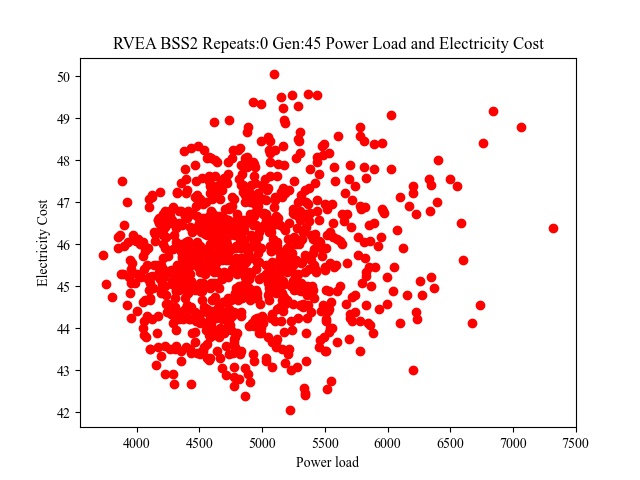 RVEA BSS2 Repeats:0 Gen:45 Power Load and Electricity Cost
50
49
48
47
46
45
44
43
42
Electricity Cost
4000 4500 5000 5500 6000 6500 7000 7500
Power load